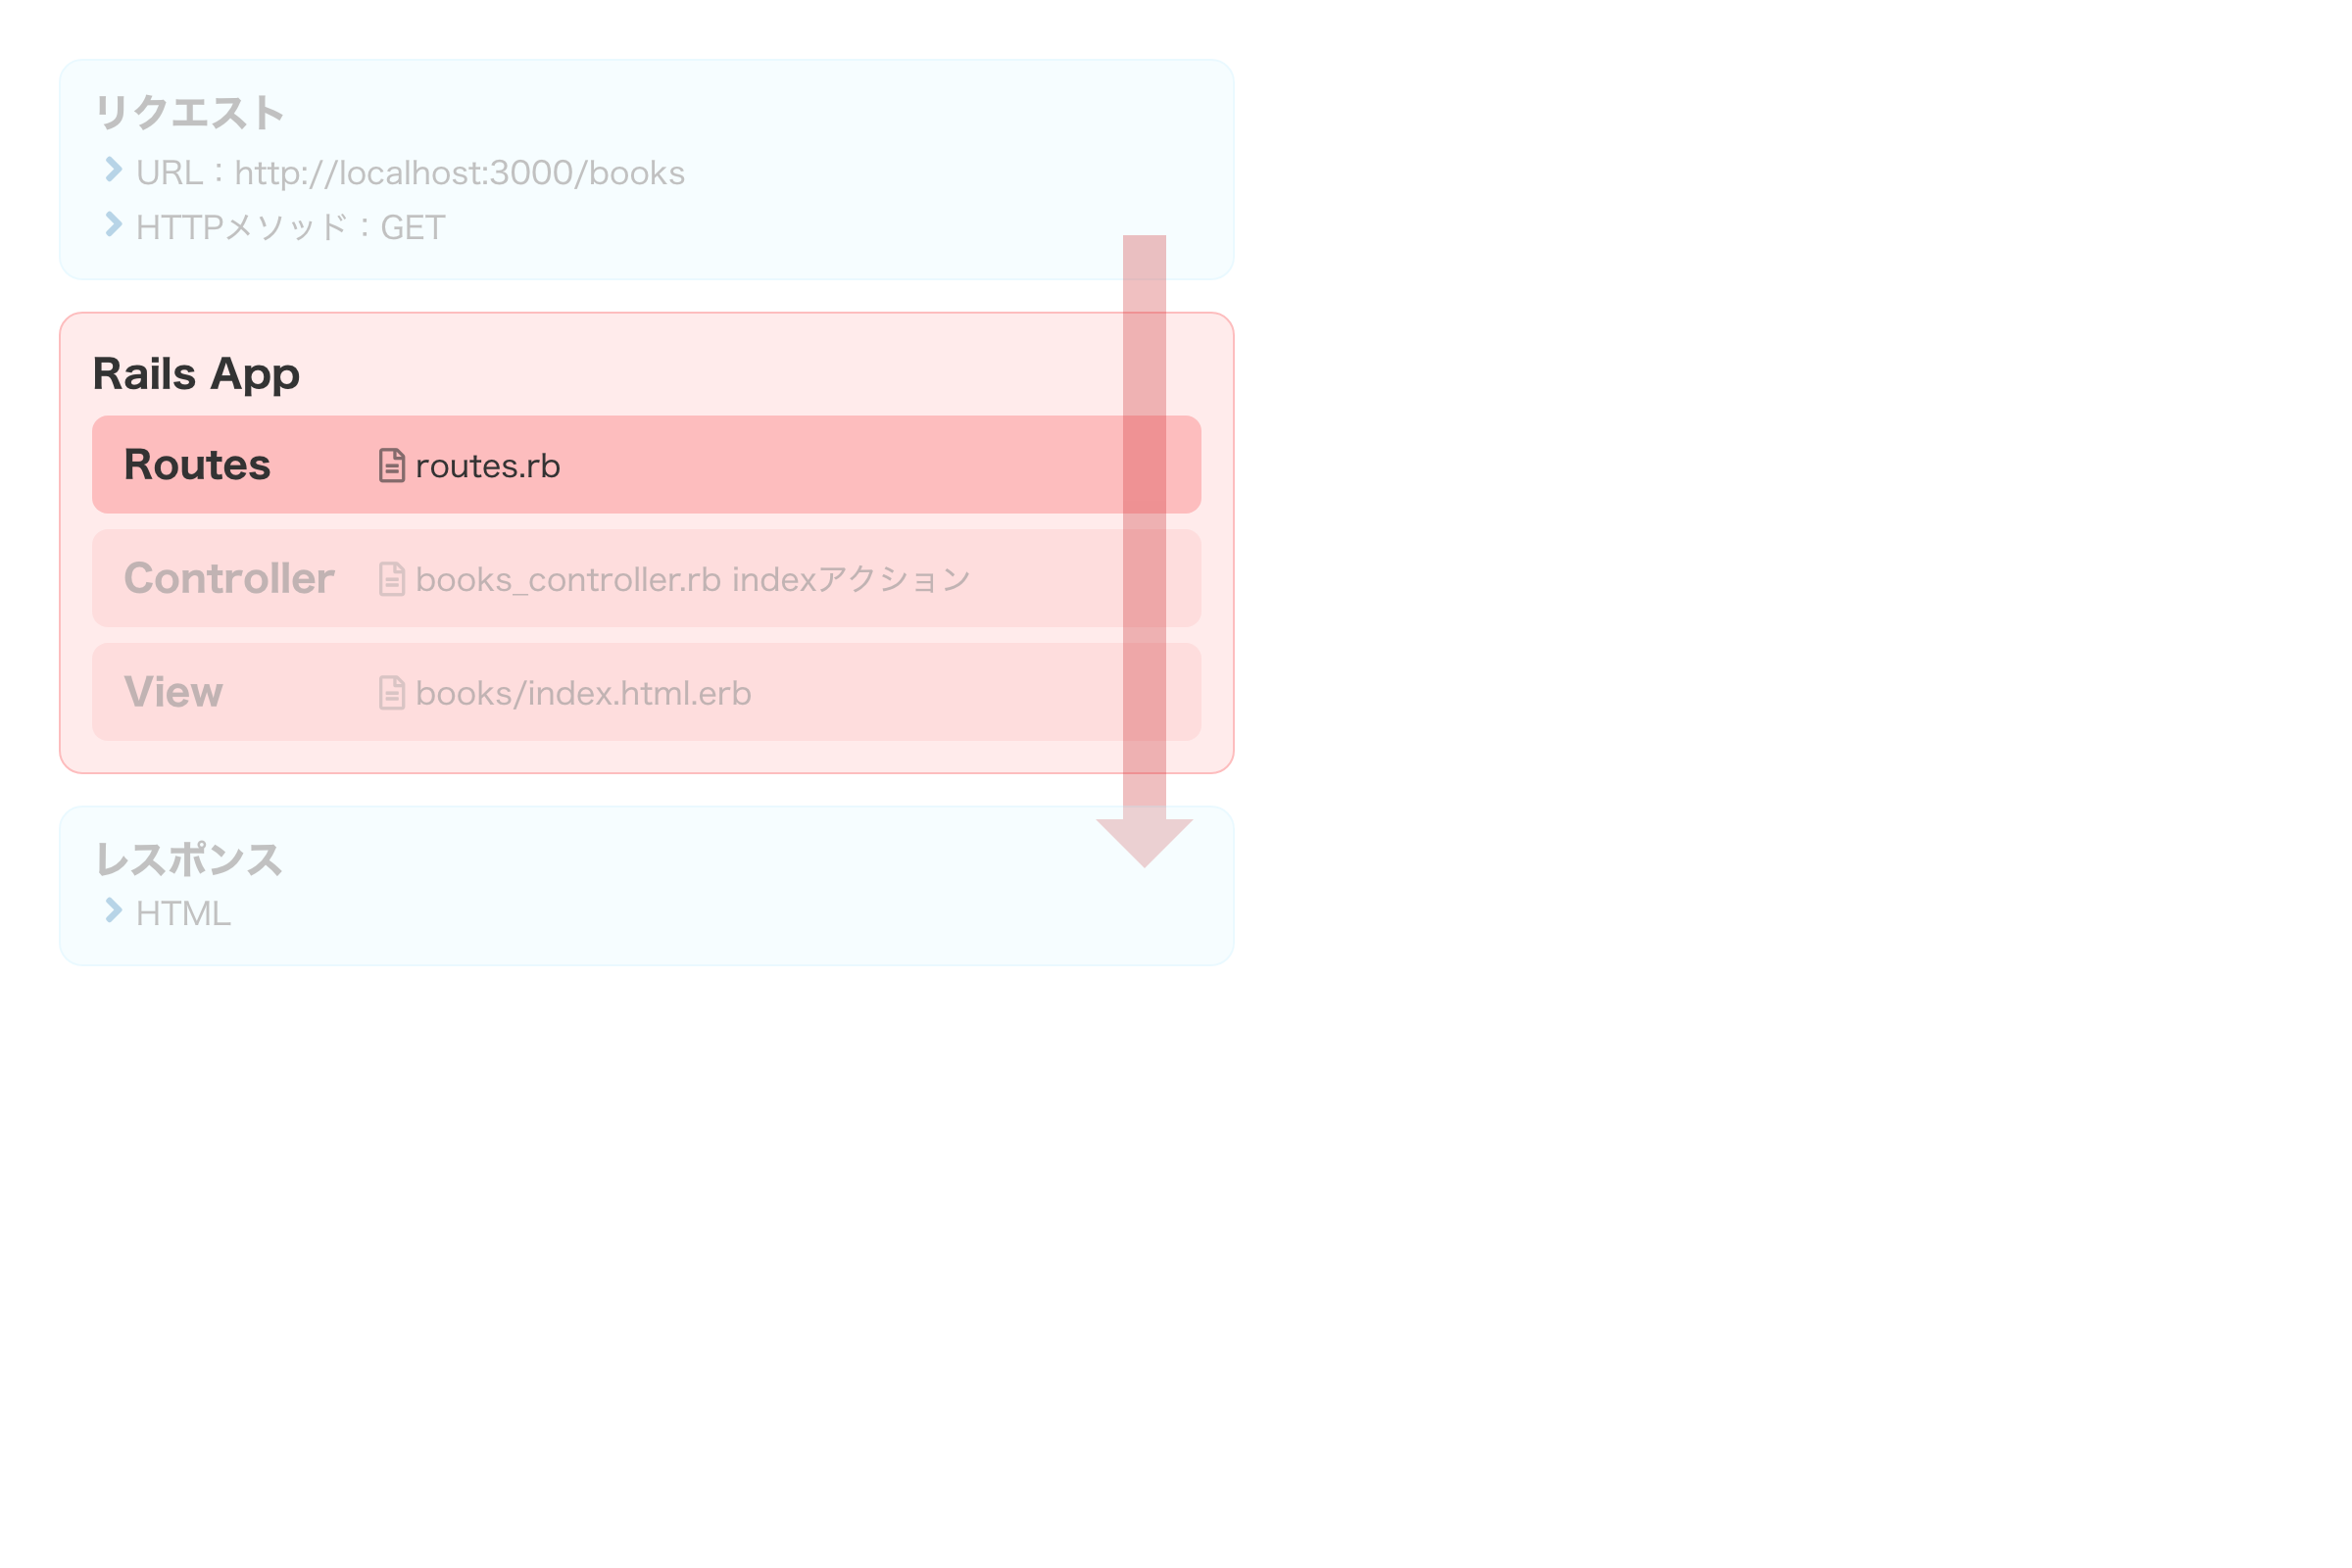 リクエスト
URL：http://localhost:3000/books
HTTPメソッド：GET
Rails App
Routes routes.rb
Controller books_controller.rb indexアクション
View books/index.html.erb
レスポンス
HTML